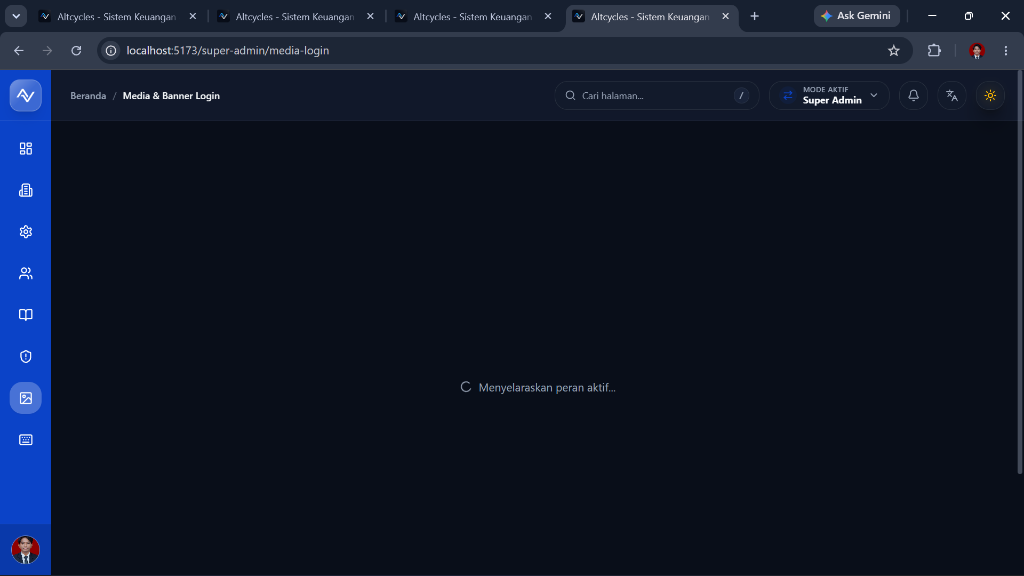 Altcycles - Sistem Keuangan
Altcycles - Sistem Keuangan
Altcycles - Sistem Keuangan
Altcycles - Sistem Keuangan
Ask Gemini
localhost:5173/super-admin/media-login
Beranda / Media & Banner Login
Cari halaman... /
MODE AKTIF
Super Admin
Menyelaraskan peran aktif...